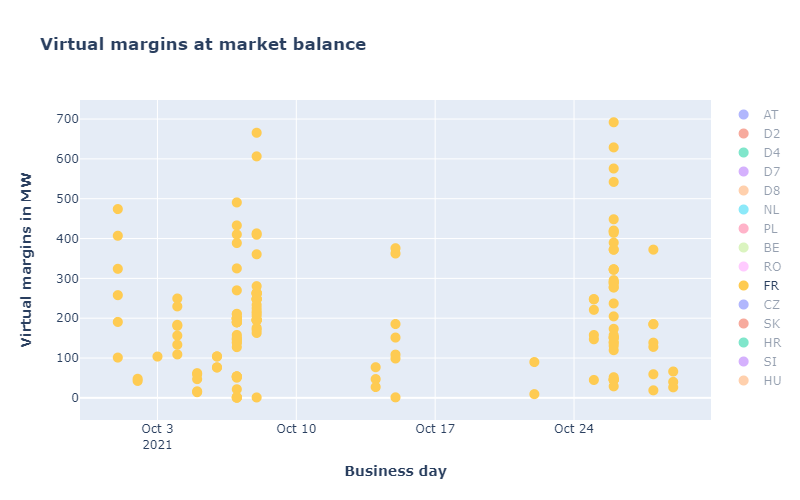 Virtual margins at market balance
Virtual margins in MW
700
600
500
400
300
200
100
0
Oct 3
2021
Oct 10
Oct 17
Oct 24
Business day
AT
D2
D4
D7
D8
NL
PL
BE
RO
FR
CZ
SK
HR
SI
HU